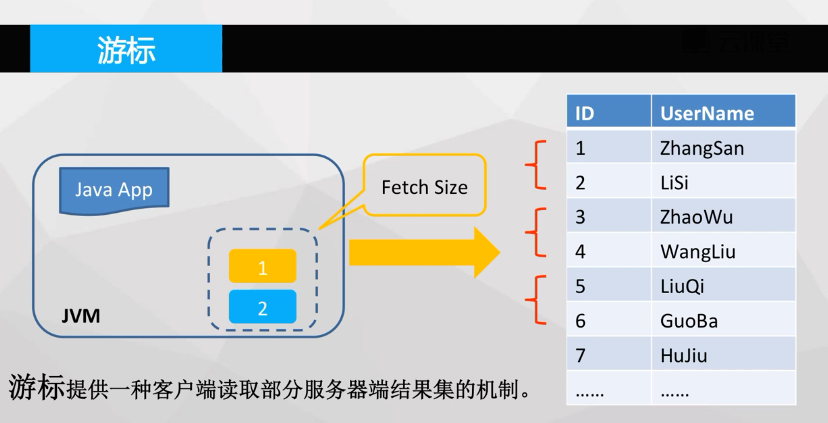 游标
Java App
Fetch Size
1
2
JVM
ID UserName
1 ZhangSan
2 LiSi
3 ZhaoWu
4 WangLiu
5 LiuQi
6 GuoBa
7 HuJiu
...... ......
游标提供一种客户端读取部分服务器端结果集的机制。